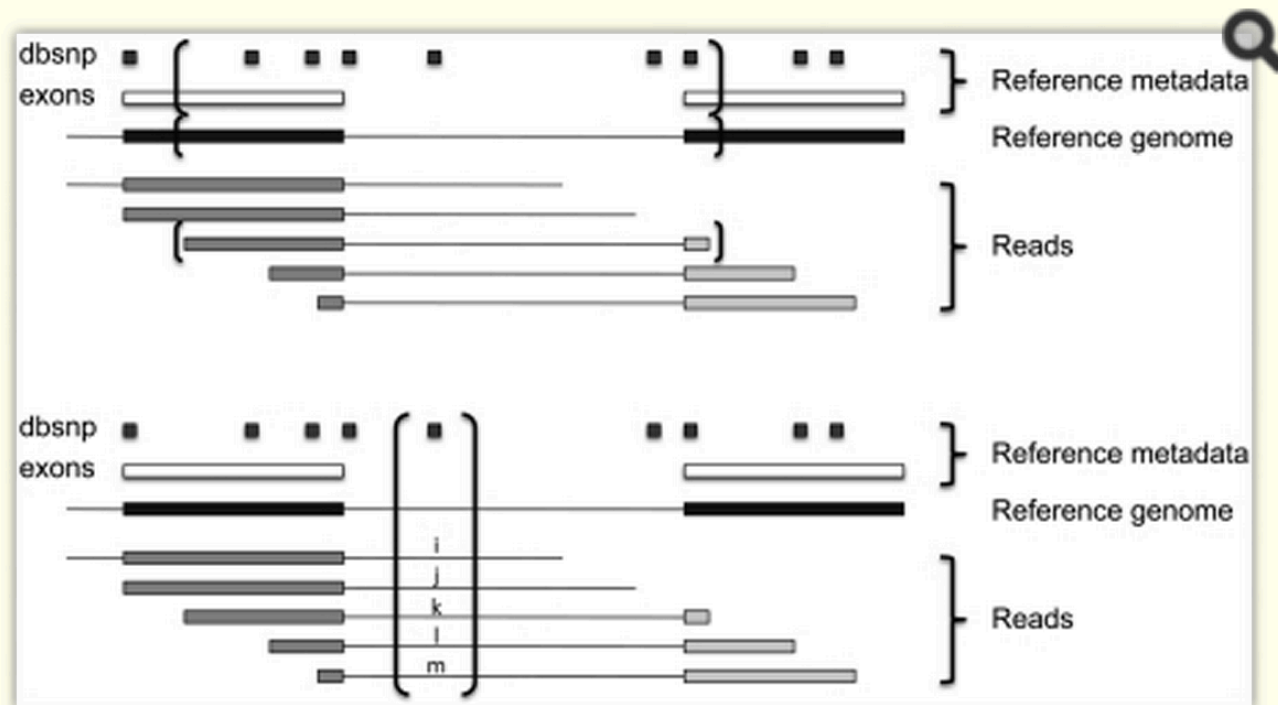 dbsnp
exons
Reference metadata
Reference genome
Reads
dbsnp
exons
Reference metadata
Reference genome
i
j
k
l
m
Reads